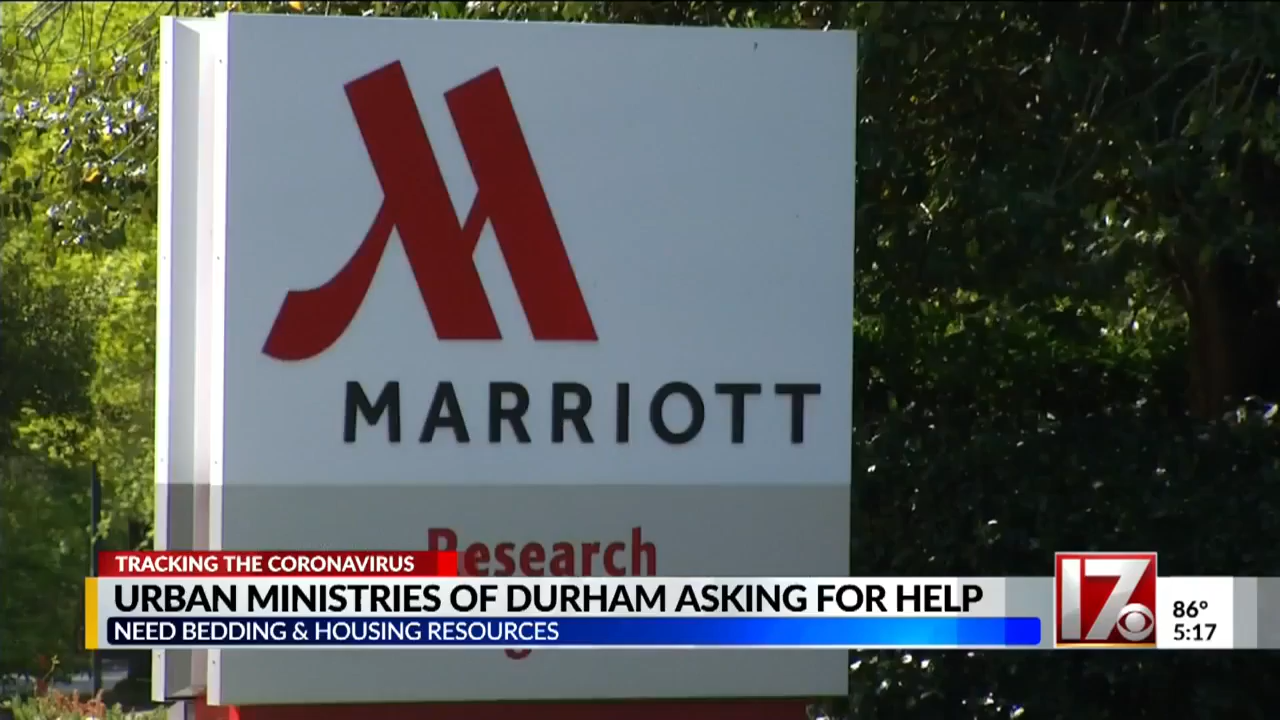 MARRIOTT
Research
TRACKING THE CORONAVIRUS
URBAN MINISTRIES OF DURHAM ASKING FOR HELP
NEED BEDDING & HOUSING RESOURCES
17
86°
5:17